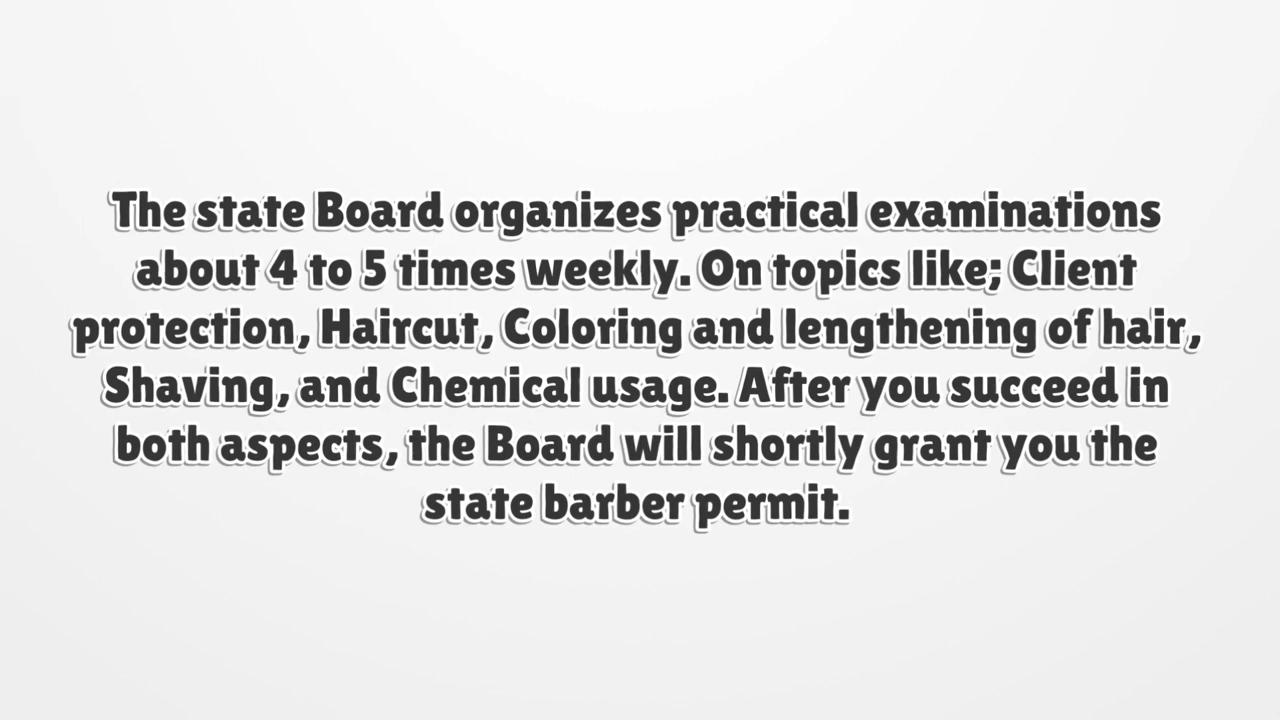 The state Board organizes practical examinations
about 4 to 5 times weekly. On topics like; Client
protection, Haircut, Coloring and lengthening of hair,
Shaving, and Chemical usage. After you succeed in
both aspects, the Board will shortly grant you the
state barber permit.